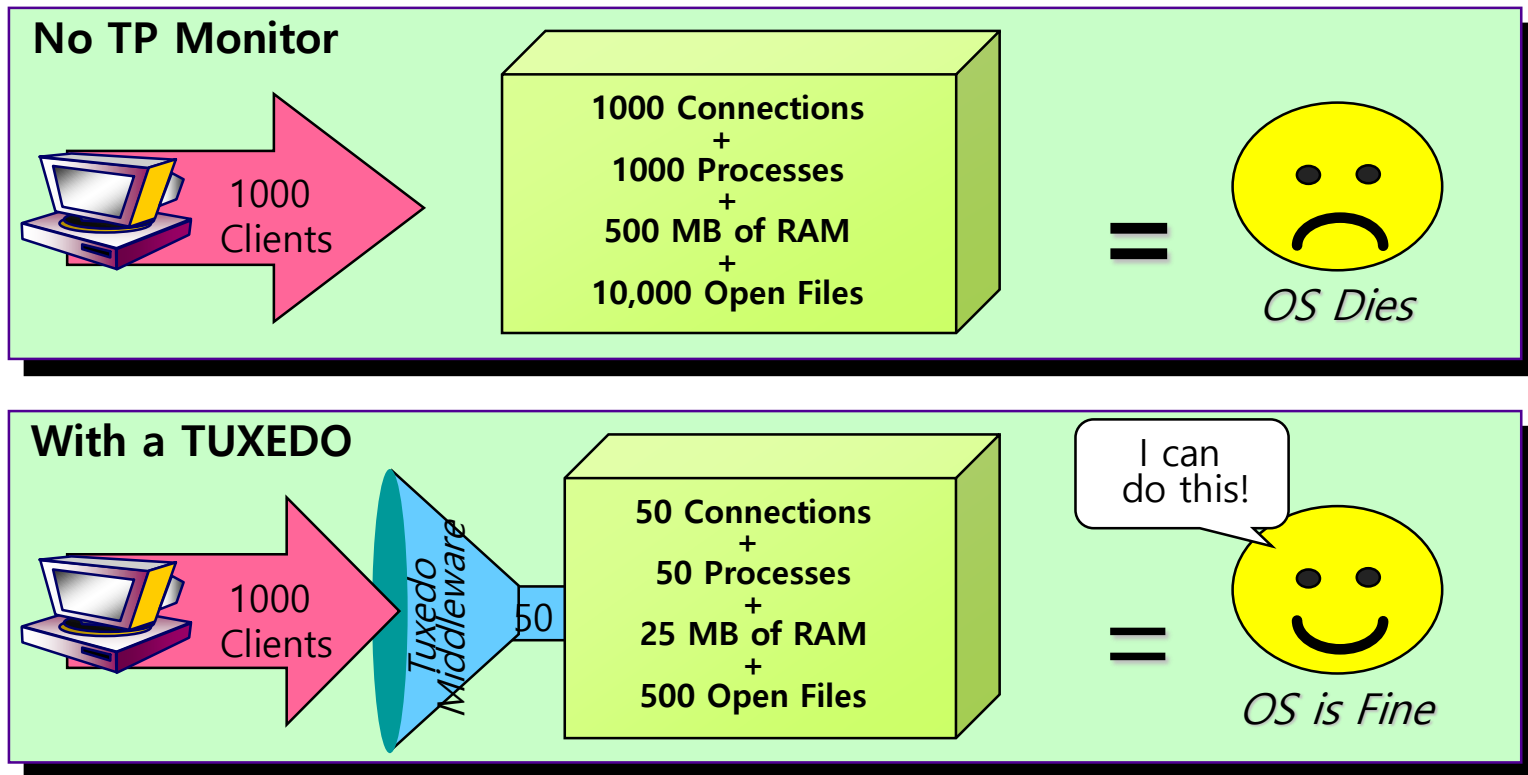 No TP Monitor
1000
Clients
1000 Connections
+
1000 Processes
+
500 MB of RAM
+
10,000 Open Files
=
OS Dies
With a TUXEDO
1000
Clients
Tuxedo
Middleware
50
50 Connections
+
50 Processes
+
25 MB of RAM
+
500 Open Files
=
I can
do this!
OS is Fine